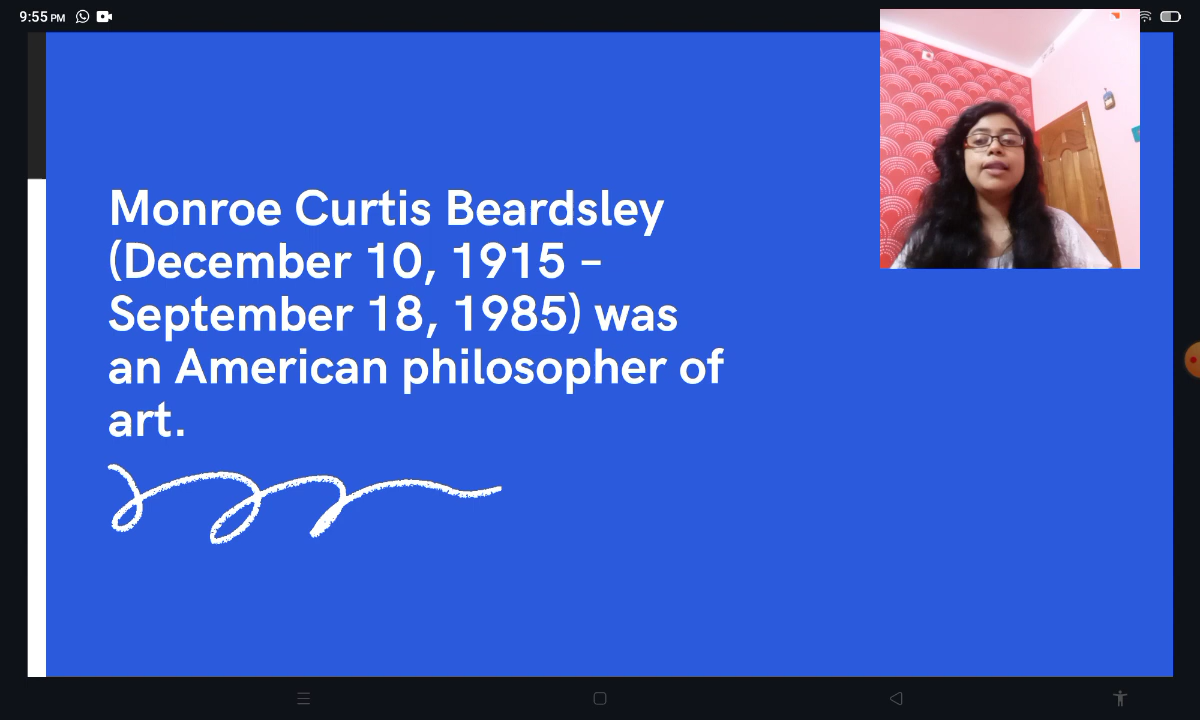 9:55 PM
Monroe Curtis Beardsley
(December 10, 1915 –
September 18, 1985) was
an American philosopher of
art.